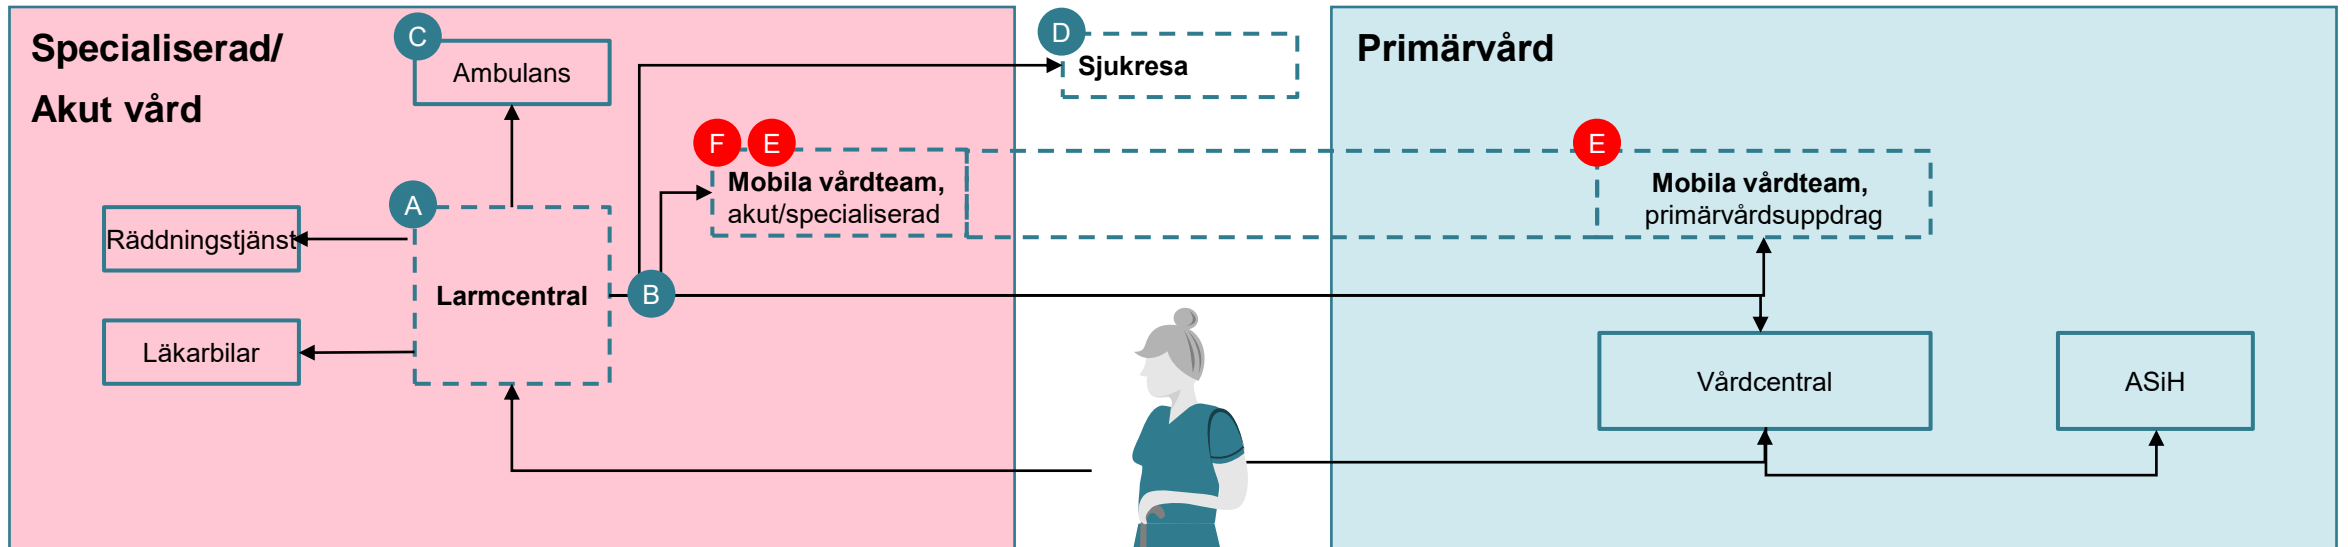 Specialiserad/
Akut vård
C
Ambulans
D
Sjukresa
Primärvård
F
E
Mobila vårdteam,
akut/specialiserad
E
Mobila vårdteam,
primärvårdsuppdrag
A
Räddningstjänst
Larmcentral
B
Läkarbilar
Vårdcentral
ASiH